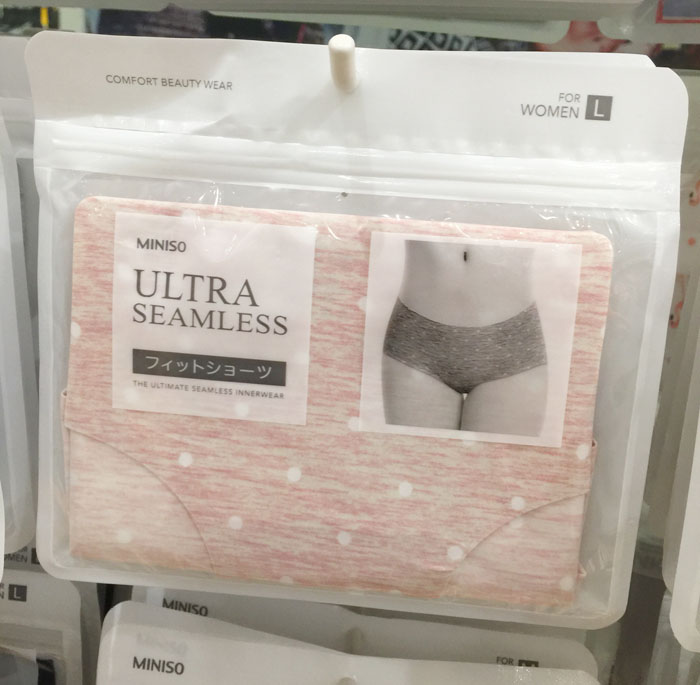 COMFORT BEAUTY WEAR
FOR
WOMEN L
MINISO
ULTRA
SEAMLESS
フィットショーツ
THE ULTIMATE SEAMLESS INNERWEAR
WOMEN L
MINISO
MINISO
FOR